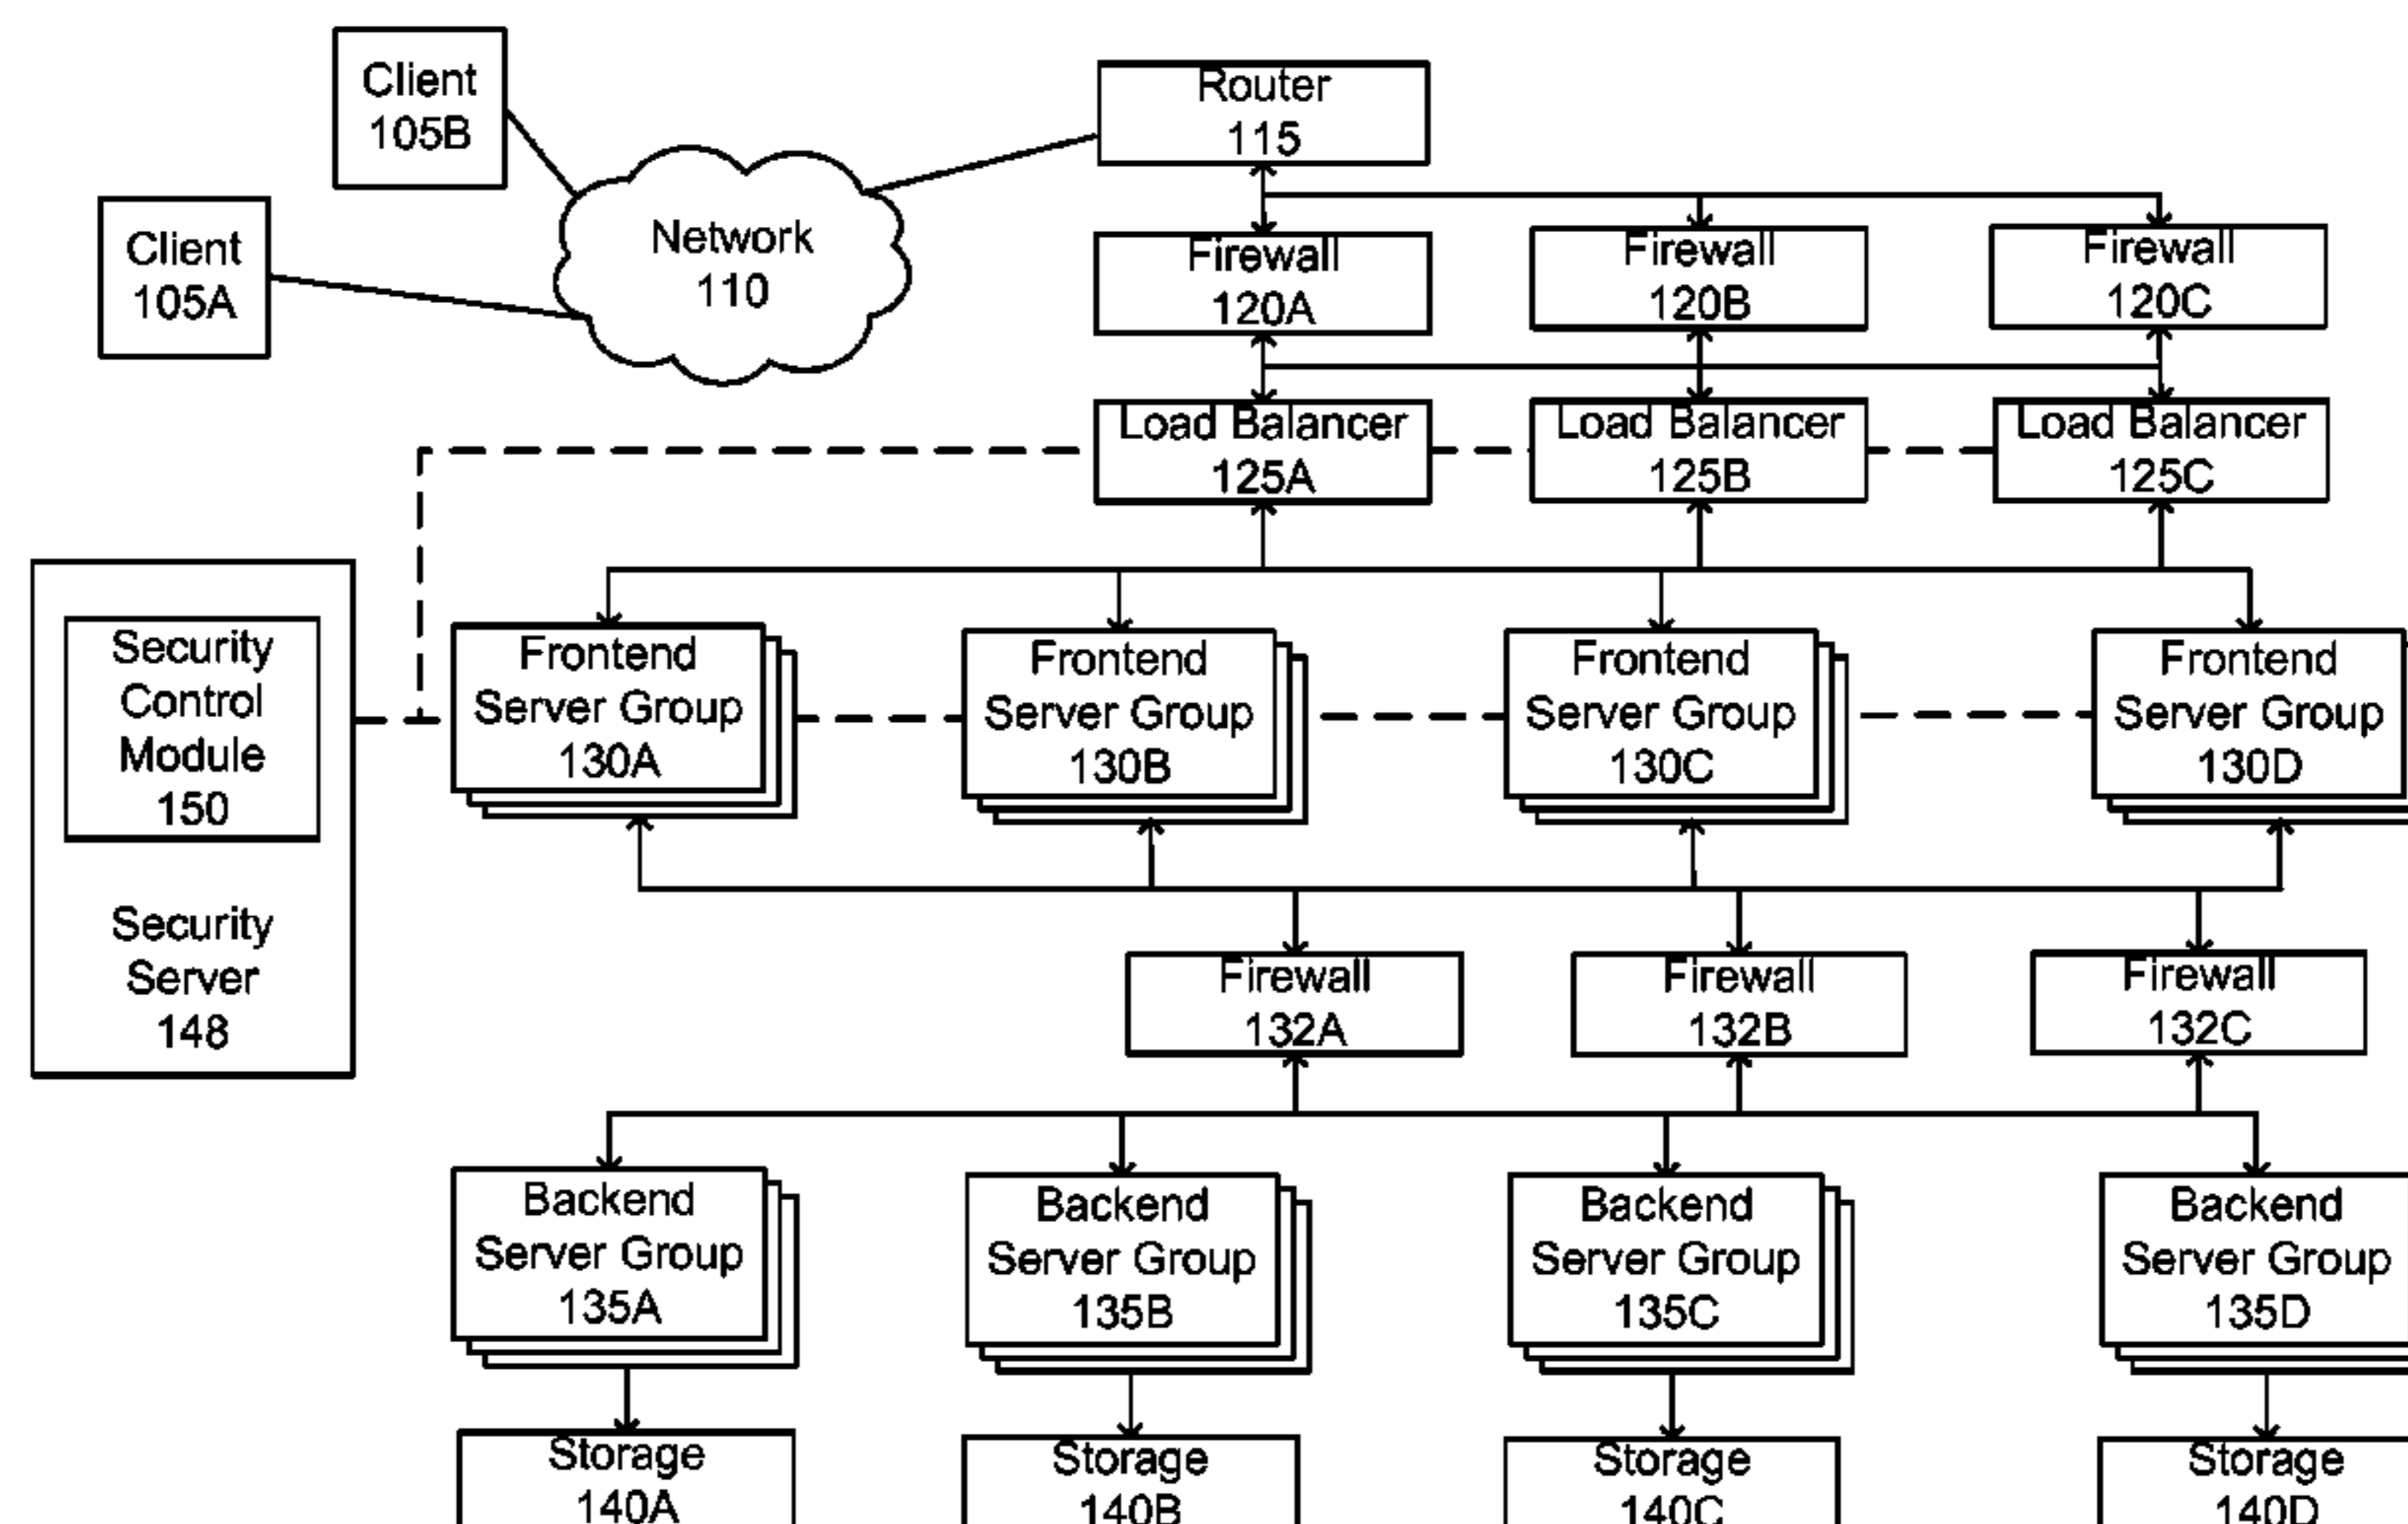 Client
105B
Router
115
Client
105A
Network
110
Firewall
120A
Firewall
120B
Firewall
120C
Load Balancer
125A
Load Balancer
125B
Load Balancer
125C
Security
Control
Module
150
Security
Server
148
Frontend
Server Group
130A
Frontend
Server Group
130B
Frontend
Server Group
130C
Frontend
Server Group
130D
Firewall
132A
Firewall
132B
Firewall
132C
Backend
Server Group
135A
Backend
Server Group
135B
Backend
Server Group
135C
Backend
Server Group
135D
Storage
140A
Storage
140B
Storage
140C
Storage
140D